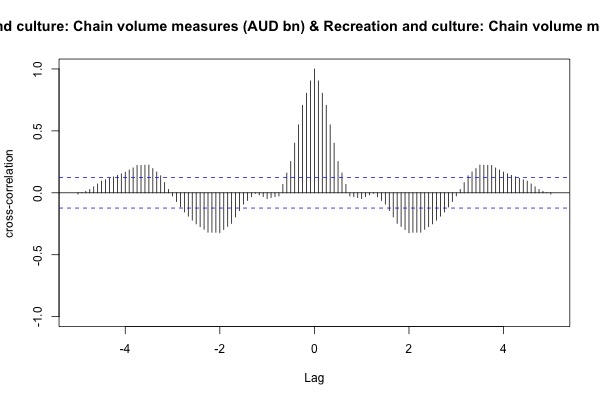 nd culture: Chain volume measures (AUD bn) & Recreation and culture: Chain volume m
1.0
0.5
0.0
-0.5
-1.0
cross-correlation
-4 -2 0 2 4
Lag